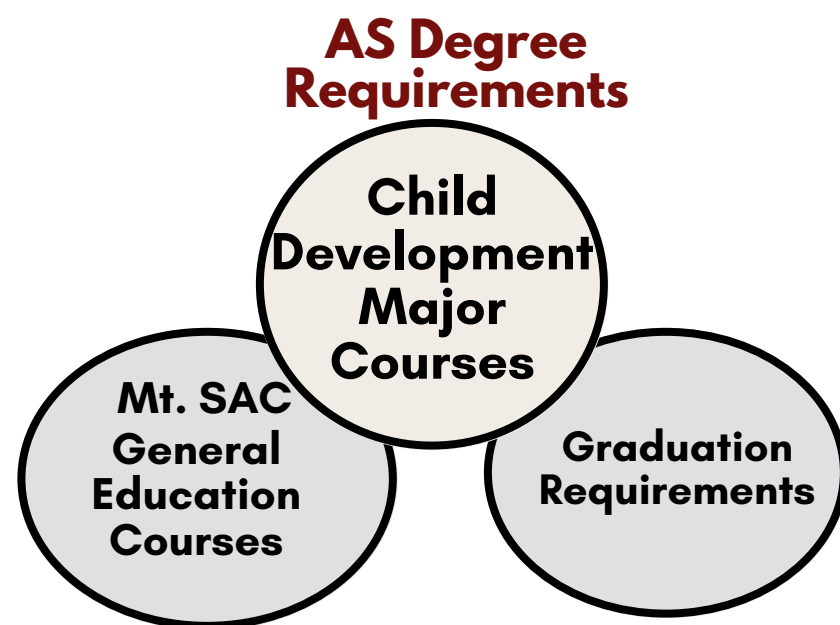 AS Degree
Requirements
Child
Development
Major
Courses
Mt. SAC
General
Education
Courses
Graduation
Requirements